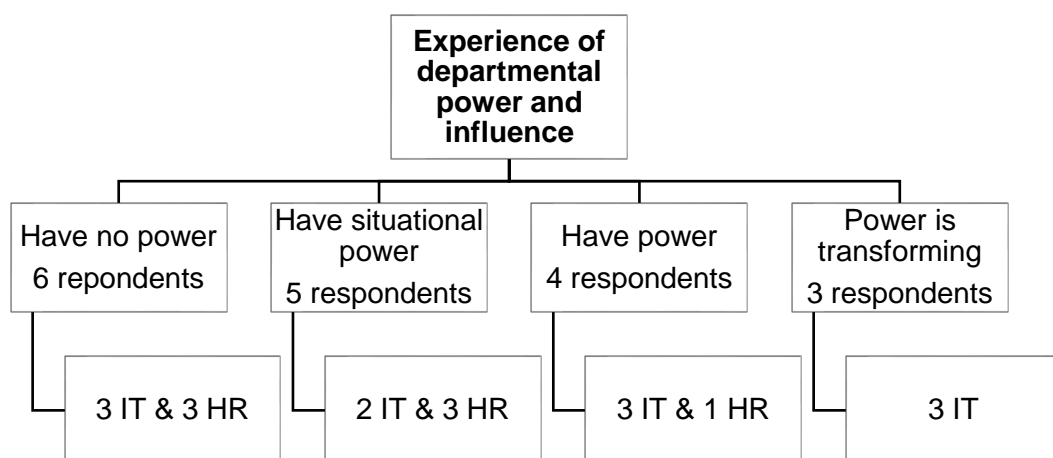 Experience of
departmental
power and
influence
Have no power
6 repondents
Have situational
power
5 respondents
Have power
4 respondents
Power is
transforming
3 respondents
3 IT & 3 HR
2 IT & 3 HR
3 IT & 1 HR
3 IT